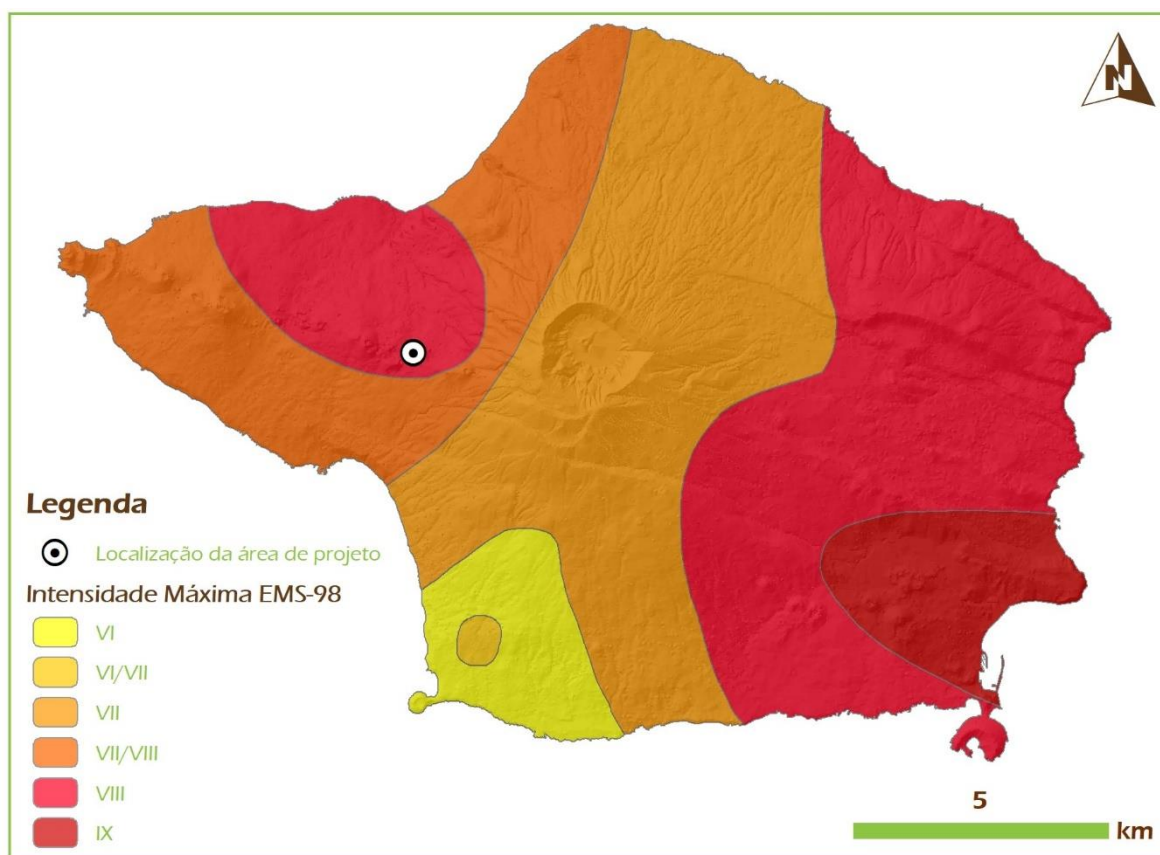 N
Legenda
Localização da área de projeto
Intensidade Máxima EMS-98
VI
VI/VII
VII
VII/VIII
VIII
IX
5
km